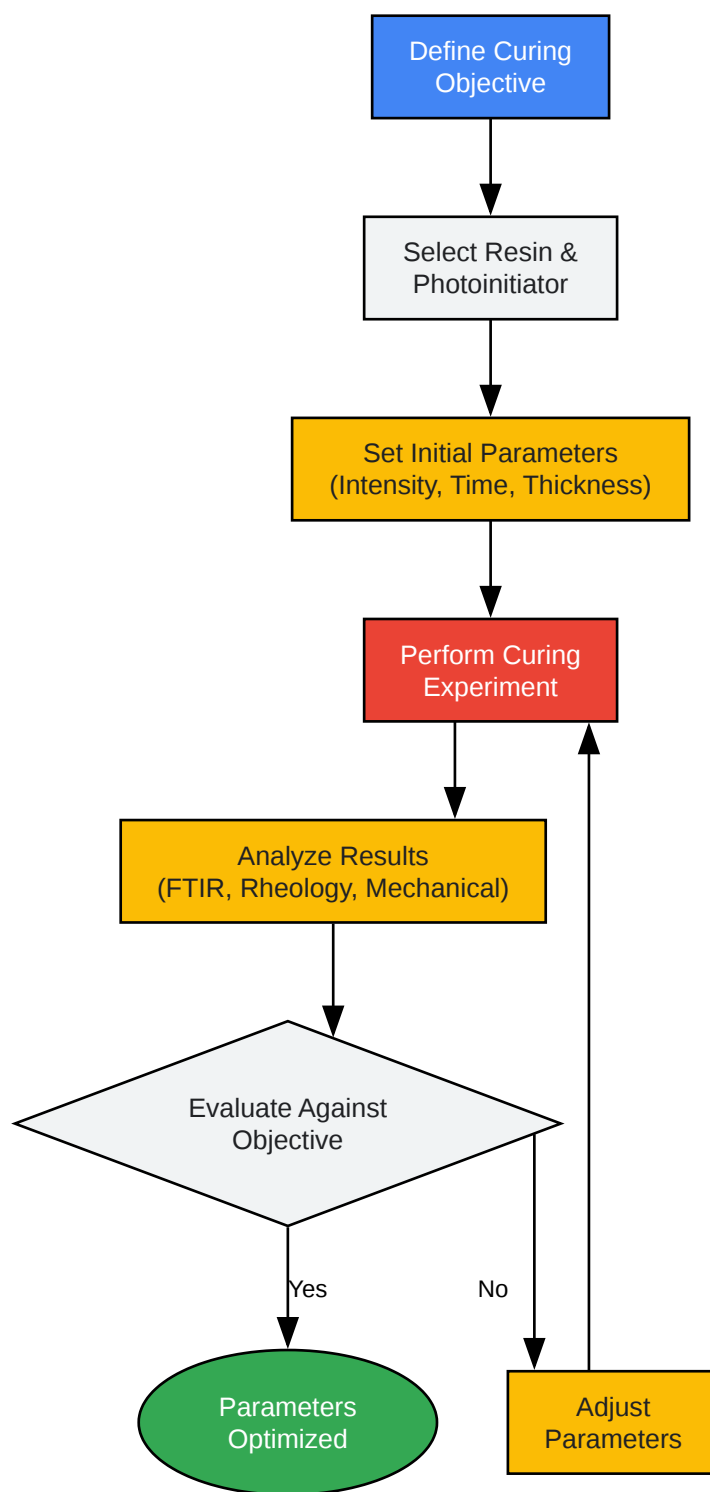 Define Curing
Objective
Select Resin &
Photoinitiator
Set Initial Parameters
(Intensity, Time, Thickness)
Perform Curing
Experiment
Analyze Results
(FTIR, Rheology, Mechanical)
Evaluate Against
Objective
Yes
No
Parameters
Optimized
Adjust
Parameters